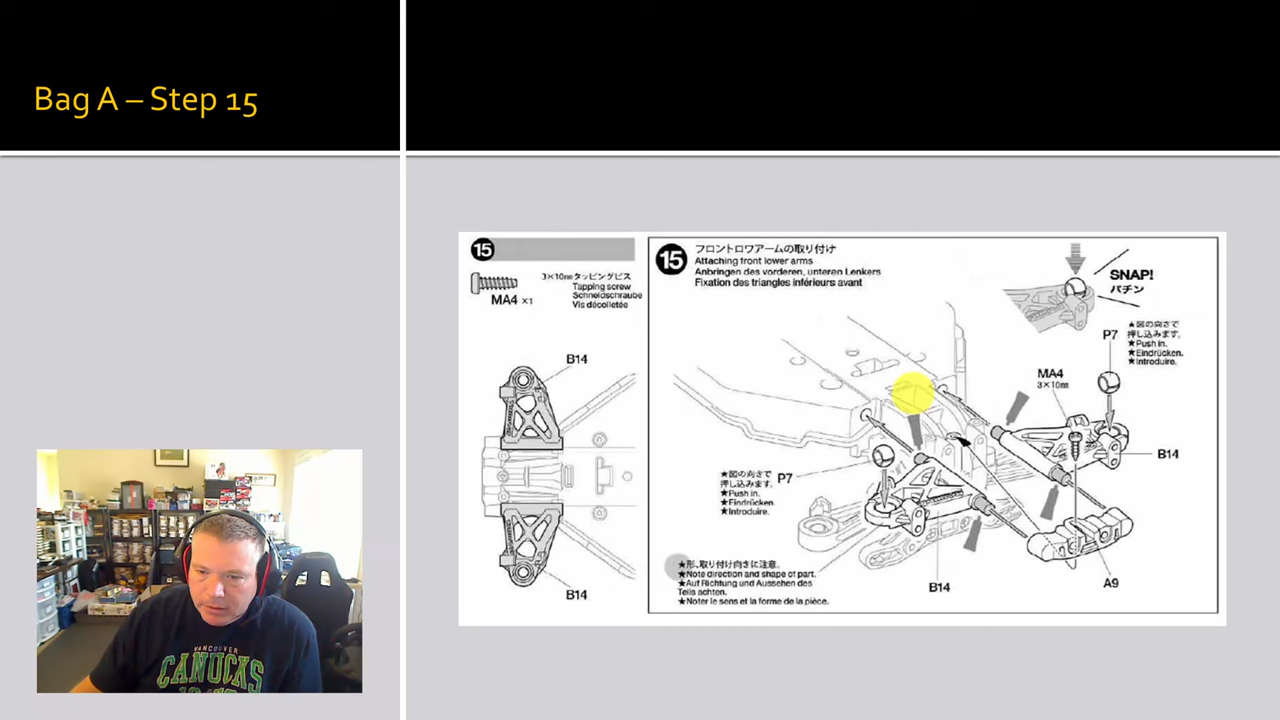 Bag A – Step 15
15
3×10㎜タッピングビス
Tapping screw
Schneidschraube
Vis décolletée
MA4 ×1
B14
B14
15
フロントロワアームの取り付け
Attaching front lower arms
Anbringen des vorderen, unteren Lenkers
Fixation des triangles inférieurs avant
SNAP!
パチン
P7
★図の向きで
押し込みます。
★Push in.
★Eindrücken.
★Introduire.
MA4
3×10㎜
B14
★図の向きで
押し込みます。
★Push in.
★Eindrücken.
★Introduire.
P7
★形、取り付け向きに注意。
★Note direction and shape of part.
★Auf Richtung und Aussehen des
Teils achten.
★Noter le sens et la forme de la pièce.
B14
A9
VANCOUVER
CANUCKS